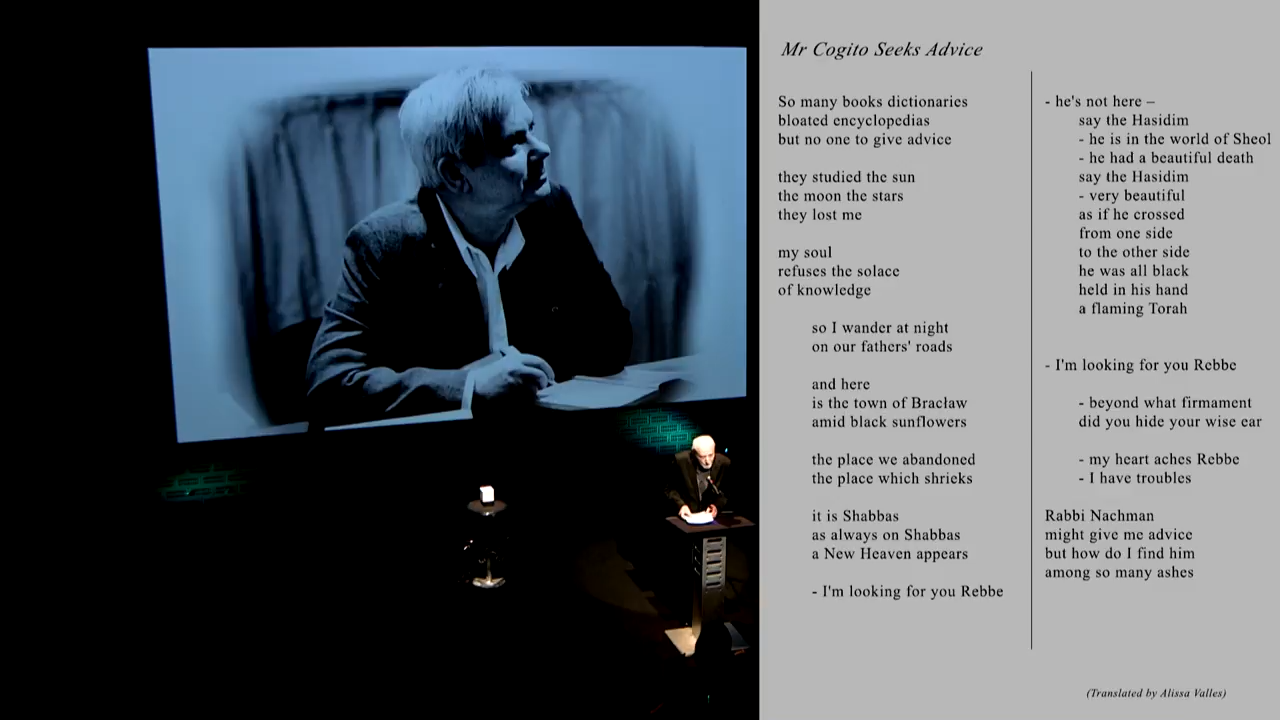 Mr Cogito Seeks Advice
So many books dictionaries
bloated encyclopedias
but no one to give advice
they studied the sun
the moon the stars
they lost me
my soul
refuses the solace
of knowledge
so I wander at night
on our fathers' roads
and here
is the town of Bracław
amid black sunflowers
the place we abandoned
the place which shrieks
it is Shabbas
as always on Shabbas
a New Heaven appears
- I'm looking for you Rebbe
- he's not here –
say the Hasidim
- he is in the world of Sheol
- he had a beautiful death
say the Hasidim
- very beautiful
as if he crossed
from one side
to the other side
he was all black
held in his hand
a flaming Torah
- I'm looking for you Rebbe
- beyond what firmament
did you hide your wise ear
- my heart aches Rebbe
- I have troubles
Rabbi Nachman
might give me advice
but how do I find him
among so many ashes
(Translated by Alissa Valles)